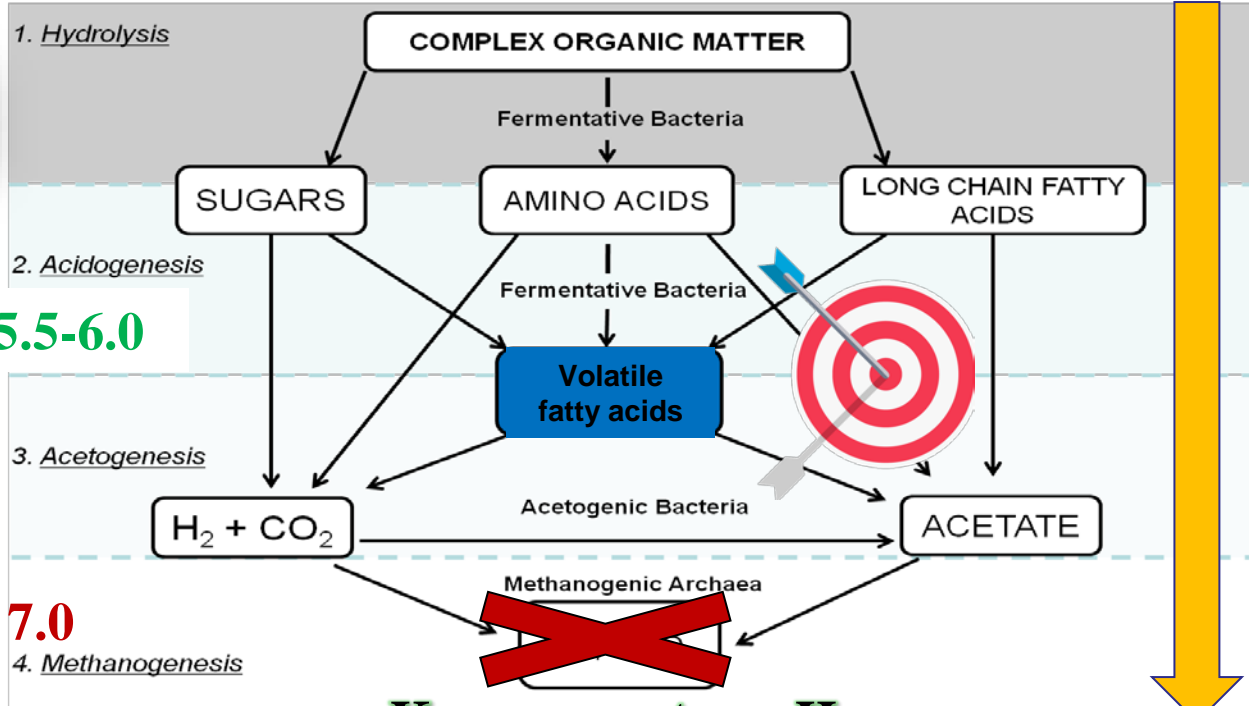 1. Hydrolysis
COMPLEX ORGANIC MATTER
Fermentative Bacteria
SUGARS
AMINO ACIDS
LONG CHAIN FATTY
ACIDS
2. Acidogenesis
Fermentative Bacteria
5.5-6.0
Volatile
fatty acids
3. Acetogenesis
Acetogenic Bacteria
H₂ + CO₂
ACETATE
Methanogenic Archaea
7.0
4. Methanogenesis